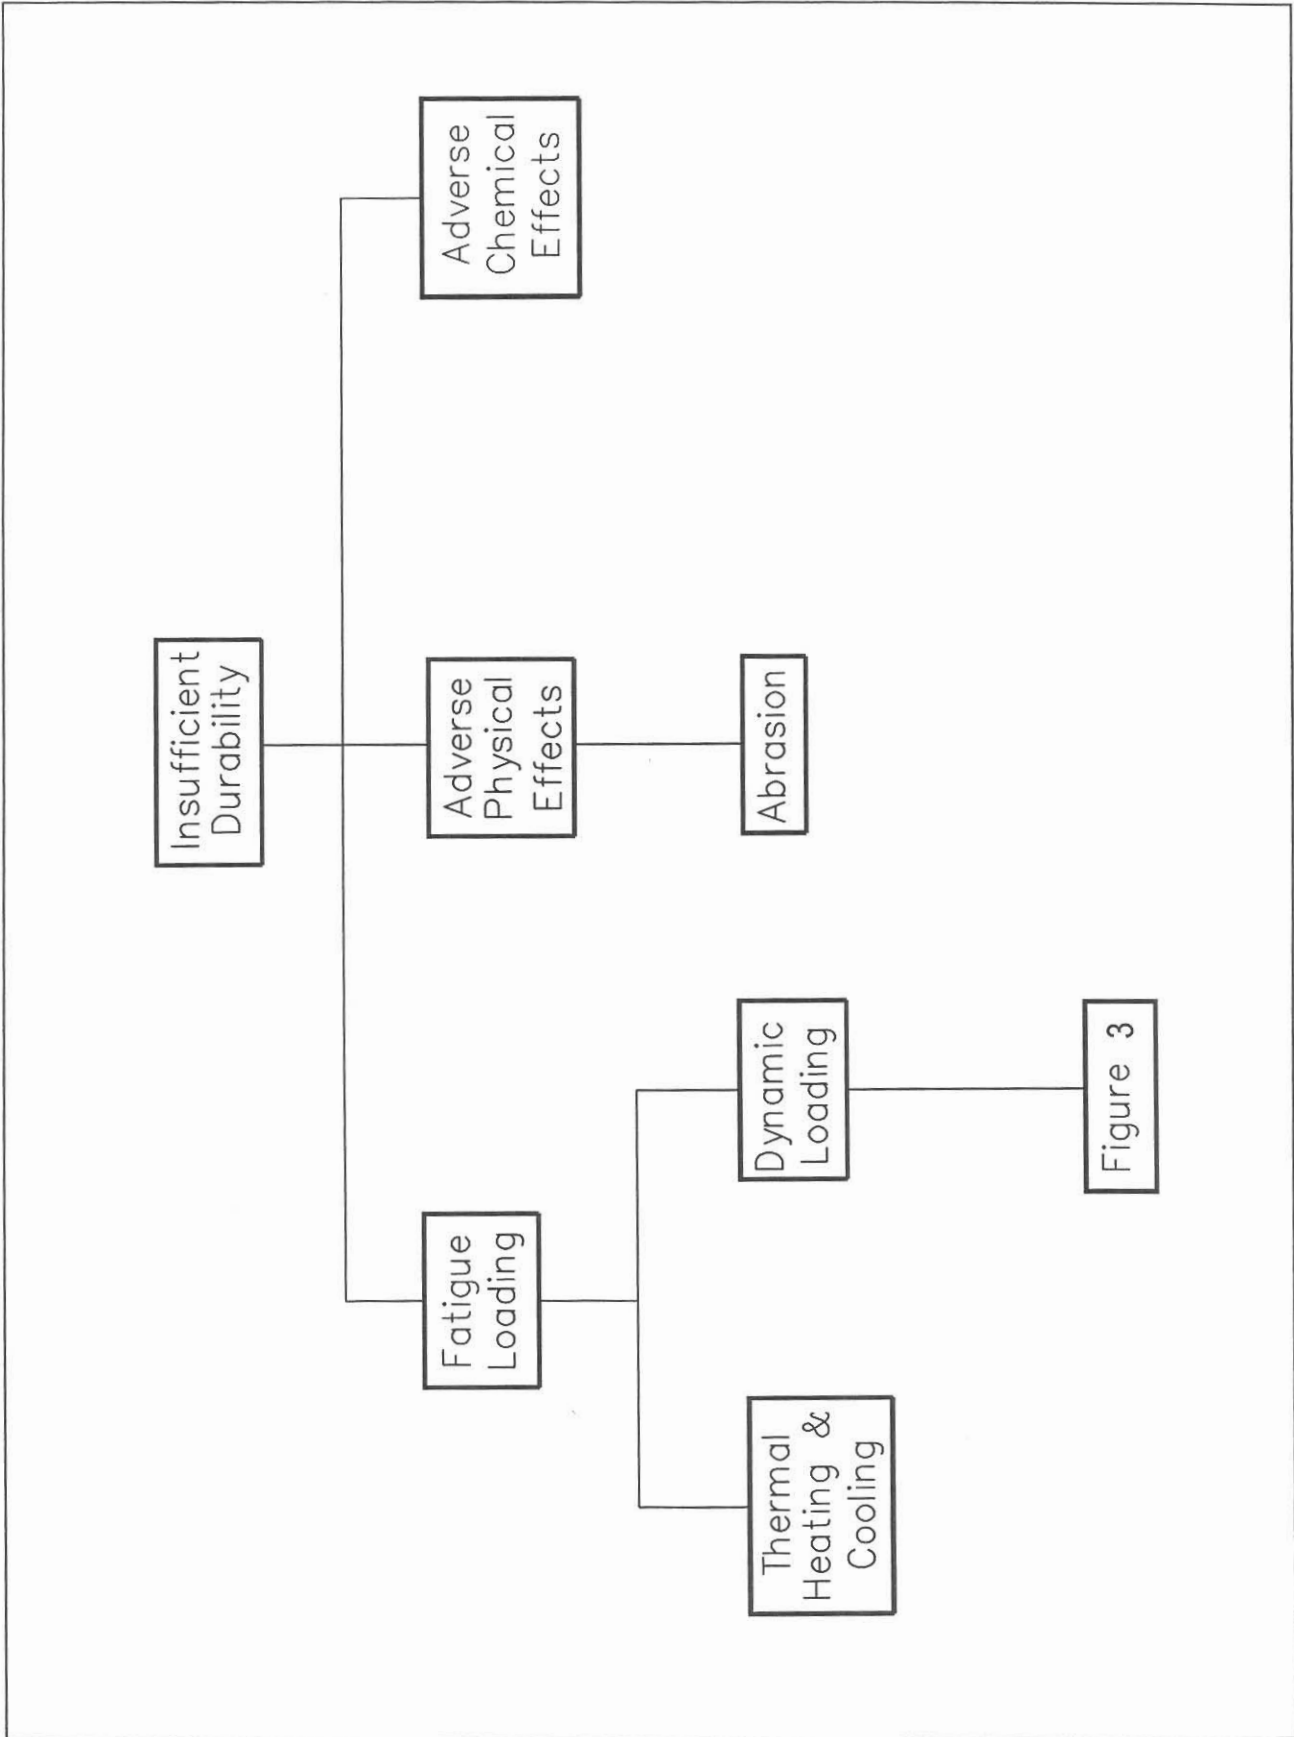 Insufficient
Durability
Fatigue
Loading
Adverse
Physical
Effects
Adverse
Chemical
Effects
Thermal
Heating &
Cooling
Dynamic
Loading
Abrasion
Figure 3